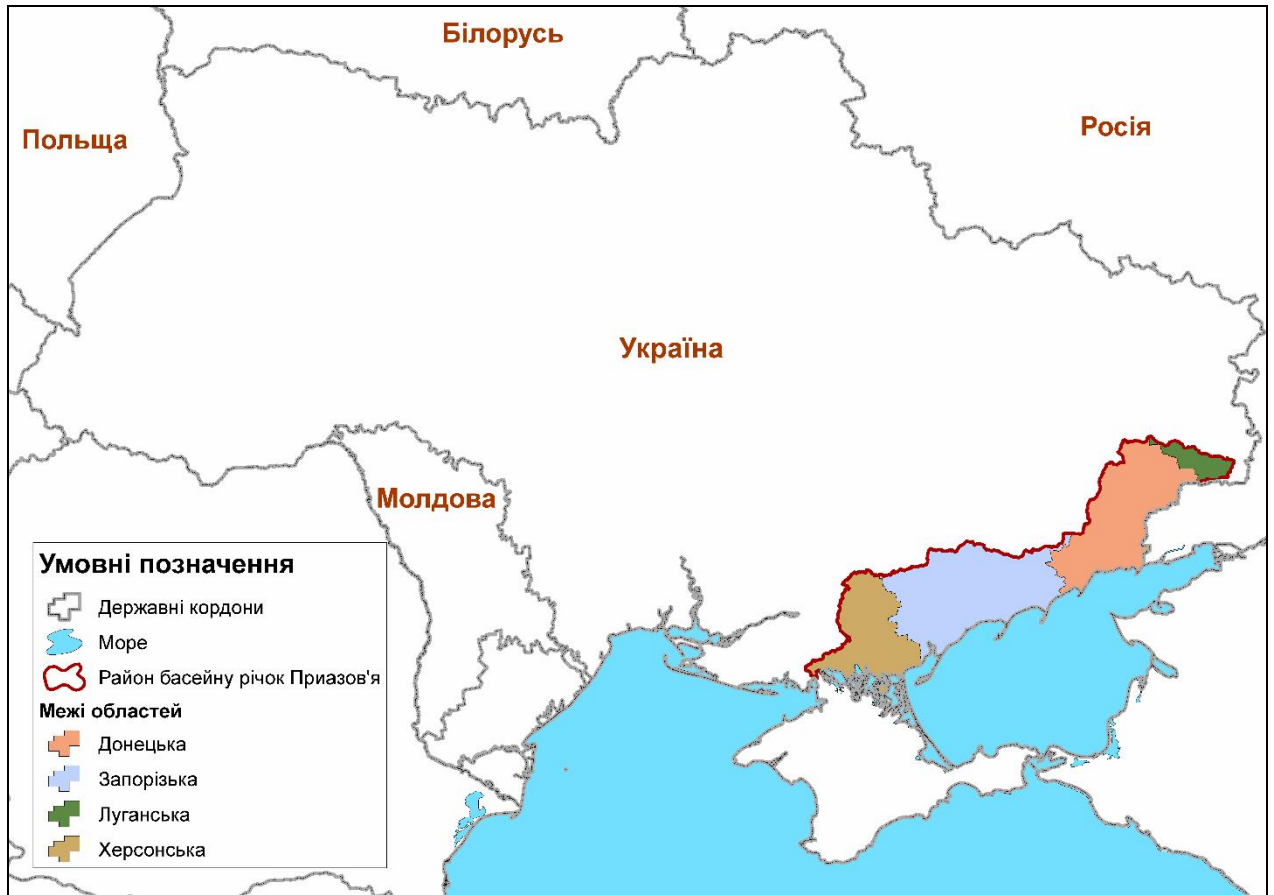 Білорусь
Польща
Росія
Україна
Молдова
Умовні позначення
Державні кордони
Море
Район басейну річок Приазов'я
Межі областей
Донецька
Запорізька
Луганська
Херсонська